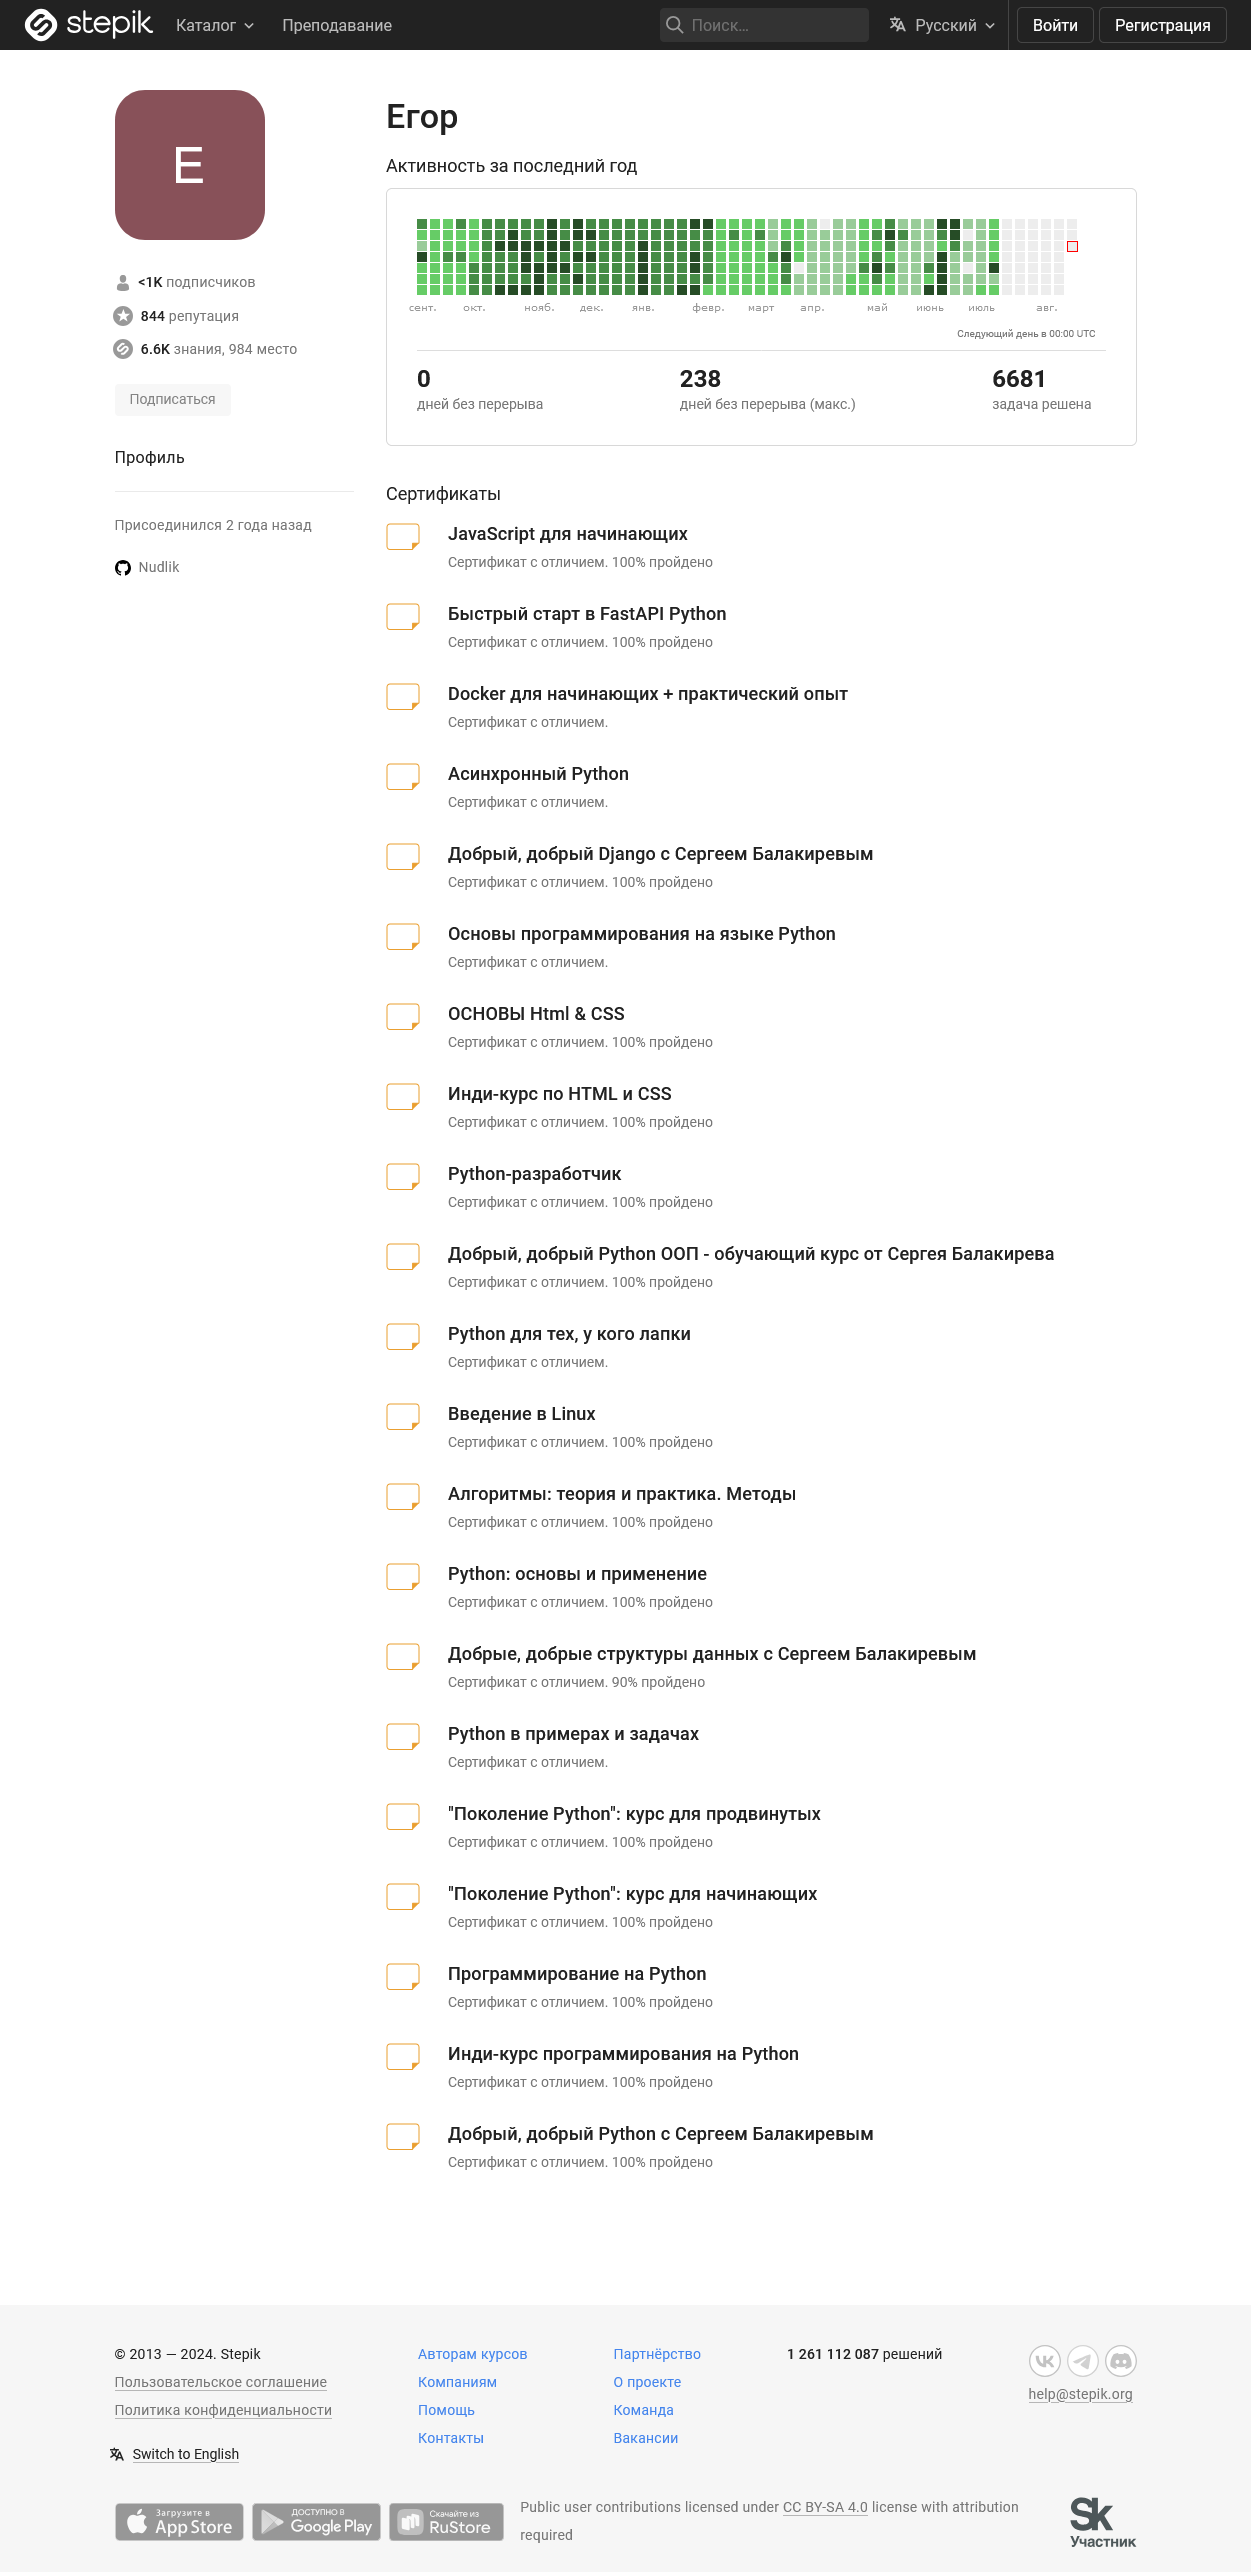 stepik
Каталог
Преподавание
Поиск...
Русский
Войти
Регистрация
E
<1K подписчиков
844 репутация
6.6K знания, 984 место
Подписаться
Профиль
Присоединился 2 года назад
Nudlik
Егор
Активность за последний год
сент. окт. нояб. дек. янв. февр. март апр. май июнь июль авг.
Следующий день в 00:00 UTC
0
дней без перерыва
238
дней без перерыва (макс.)
6681
задача решена
Сертификаты
JavaScript для начинающих
Сертификат с отличием. 100% пройдено
Быстрый старт в FastAPI Python
Сертификат с отличием. 100% пройдено
Docker для начинающих + практический опыт
Сертификат с отличием.
Асинхронный Python
Сертификат с отличием.
Добрый, добрый Django с Сергеем Балакиревым
Сертификат с отличием. 100% пройдено
Основы программирования на языке Python
Сертификат с отличием.
ОСНОВЫ Html & CSS
Сертификат с отличием. 100% пройдено
Инди-курс по HTML и CSS
Сертификат с отличием. 100% пройдено
Python-разработчик
Сертификат с отличием. 100% пройдено
Добрый, добрый Python ООП - обучающий курс от Сергея Балакирева
Сертификат с отличием. 100% пройдено
Python для тех, у кого лапки
Сертификат с отличием.
Введение в Linux
Сертификат с отличием. 100% пройдено
Алгоритмы: теория и практика. Методы
Сертификат с отличием. 100% пройдено
Python: основы и применение
Сертификат с отличием. 100% пройдено
Добрые, добрые структуры данных с Сергеем Балакиревым
Сертификат с отличием. 90% пройдено
Python в примерах и задачах
Сертификат с отличием.
"Поколение Python": курс для продвинутых
Сертификат с отличием. 100% пройдено
"Поколение Python": курс для начинающих
Сертификат с отличием. 100% пройдено
Программирование на Python
Сертификат с отличием. 100% пройдено
Инди-курс программирования на Python
Сертификат с отличием. 100% пройдено
Добрый, добрый Python с Сергеем Балакиревым
Сертификат с отличием. 100% пройдено
© 2013 — 2024. Stepik
Пользовательское соглашение
Политика конфиденциальности
Switch to English
Авторам курсов
Компаниям
Помощь
Контакты
Партнёрство
О проекте
Команда
Вакансии
1 261 112 087 решений
help@stepik.org
Загрузите в
App Store
ДОСТУПНО В
Google Play
Скачайте из
RuStore
Public user contributions licensed under CC BY-SA 4.0 license with attribution
required
Sk
Участник